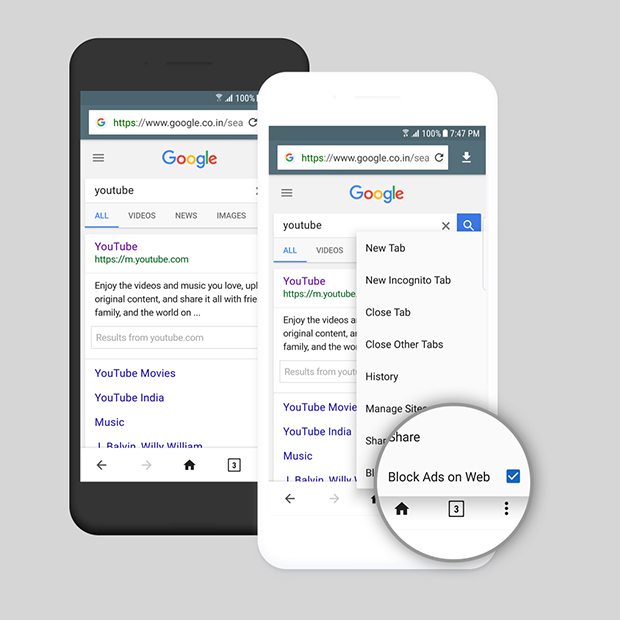 100%
https://www.google.co.in/sea
Google
youtube
ALL VIDEOS NEWS IMAGES
YouTube
https://m.youtube.com
Enjoy the videos and music you love, upl
original content, and share it all with frie
family, and the world on ...
Results from youtube.com
YouTube Movies
YouTube India
Music
J. Balvin, Willy William
3
100% 7:47 PM
https://www.google.co.in/sea
Google
youtube
ALL VIDEOS
YouTube
https://m.youtube.
Enjoy the videos a
original content, a
family, and the wo
Results from yout
YouTube Movie
YouTube India
Music
New Tab
New Incognito Tab
Close Tab
Close Other Tabs
History
Manage Sites
Shar
Bl
Share
Block Ads on Web
3